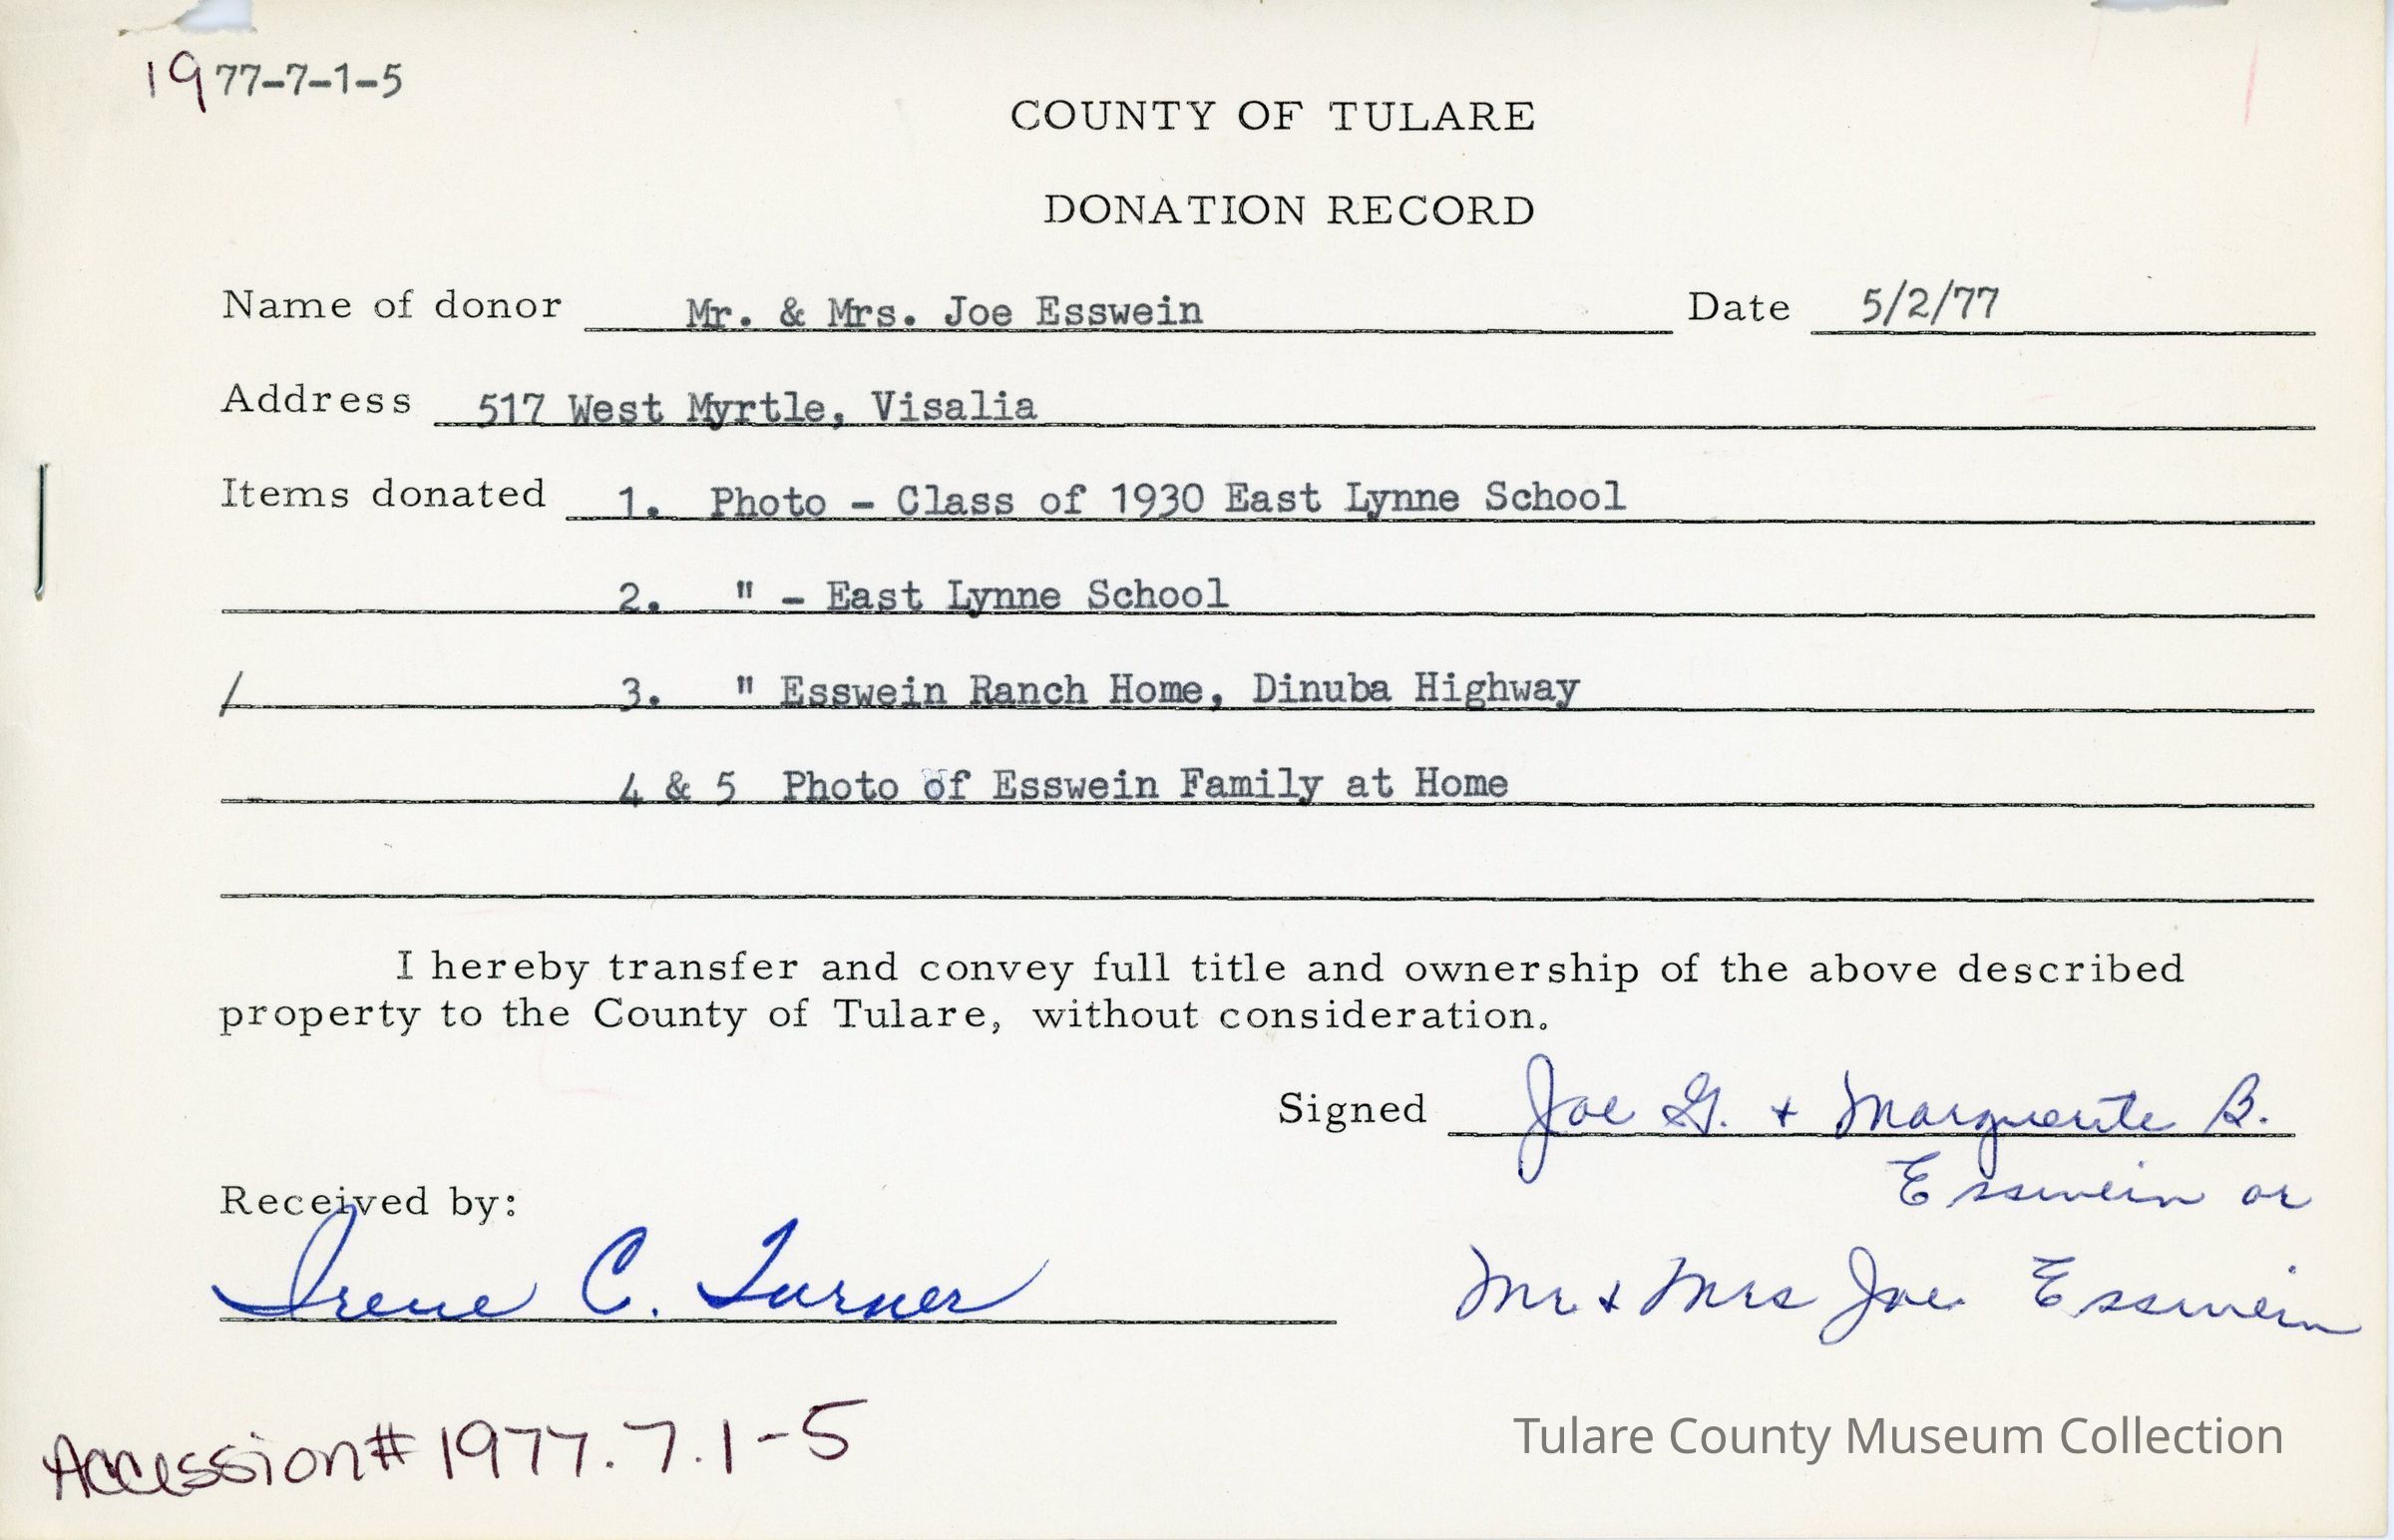 1977-7-1-5
COUNTY OF TULARE
DONATION RECORD
Name of donor Mr. & Mrs. Joe Esswein Date 5/2/77
Address 517 West Myrtle, Visalia
Items donated 1. Photo - Class of 1930 East Lynne School
2. " - East Lynne School
/ 3. " Esswein Ranch Home, Dinuba Highway
4 & 5 Photo of Esswein Family at Home
I hereby transfer and convey full title and ownership of the above described
property to the County of Tulare, without consideration.
Signed Joe G. + Marguerite B.
Esswein or
Received by:
Irene C. Turner
Mr + Mrs Joe Esswein
Accession# 1977.7.1-5
Tulare County Museum Collection